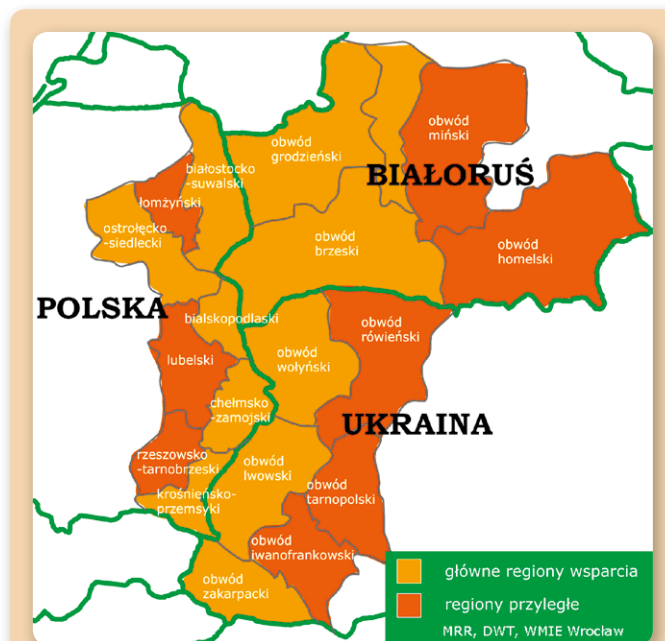 obwód
miński
białostocko
-suwalski
obwód
grodzieński
BIAŁORUŚ
łomżyński
ostrołęcko
-siedlecki
obwód
brzeski
obwód
homelski
POLSKA
bialskopodlaski
obwód
rówieński
lubelski
obwód
wołyński
chełmsko
-zamojski
UKRAINA
rzeszowsko
-tarnobrzeski
obwód
lwowski
krośnieńsko-
przemsyki
obwód
tarnopolski
obwód
iwanofrankowski
obwód
zakarpacki
główne regiony wsparcia
regiony przyległe
MRR, DWT, WMIE Wrocław